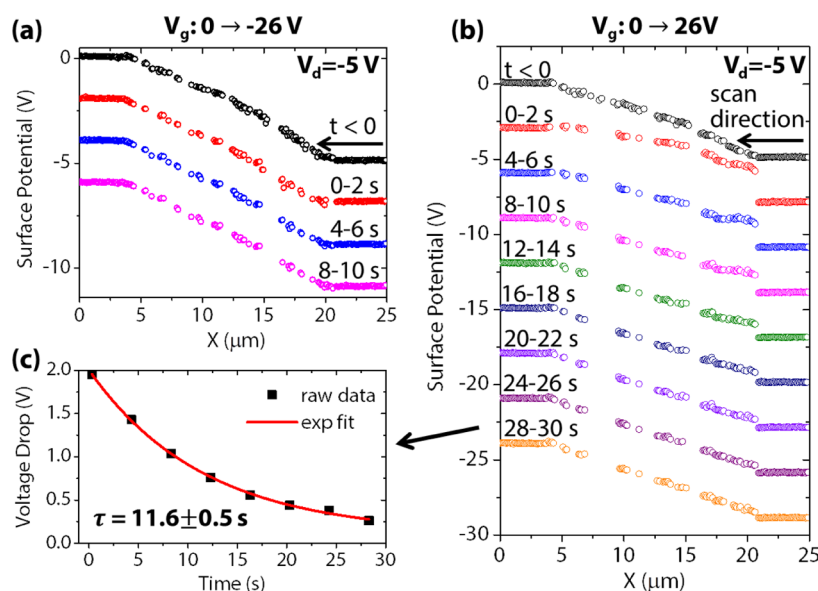 (a)
Vg: 0 → -26 V
Vd=-5 V
t < 0
0-2 s
4-6 s
8-10 s
0
-5
-10
Surface Potential (V)
0 5 10 15 20 25
X (μm)
(b)
Vg: 0 → 26V
Vd=-5 V
t < 0
scan
direction
0-2 s
4-6 s
8-10 s
12-14 s
16-18 s
20-22 s
24-26 s
28-30 s
0
-5
-10
-15
-20
-25
-30
Surface Potential (V)
0 5 10 15 20 25
X (μm)
(c)
raw data
exp fit
τ = 11.6±0.5 s
2.0
1.5
1.0
0.5
0.0
Voltage Drop (V)
0 5 10 15 20 25 30
Time (s)